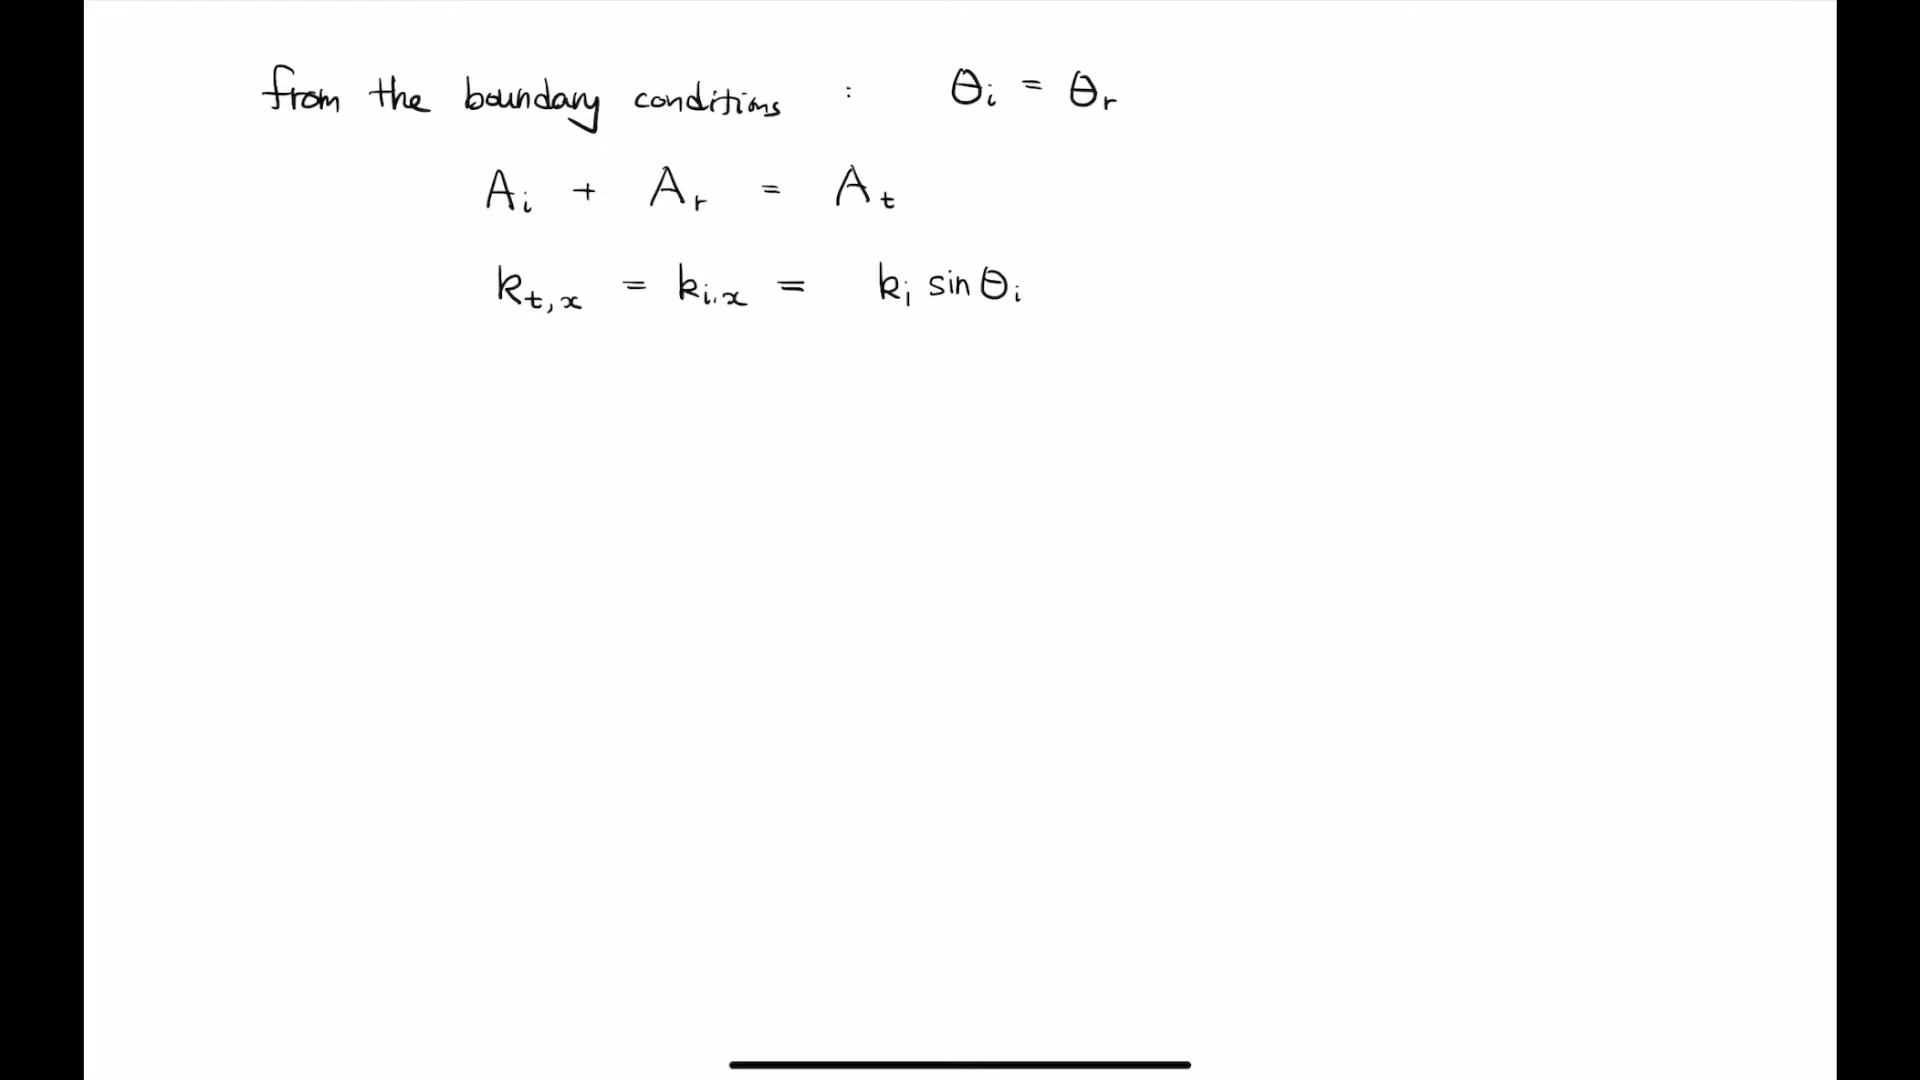 from the boundary conditions : θi = θr
Ai + Ar = At
kt,x = ki,x = ki sin θi